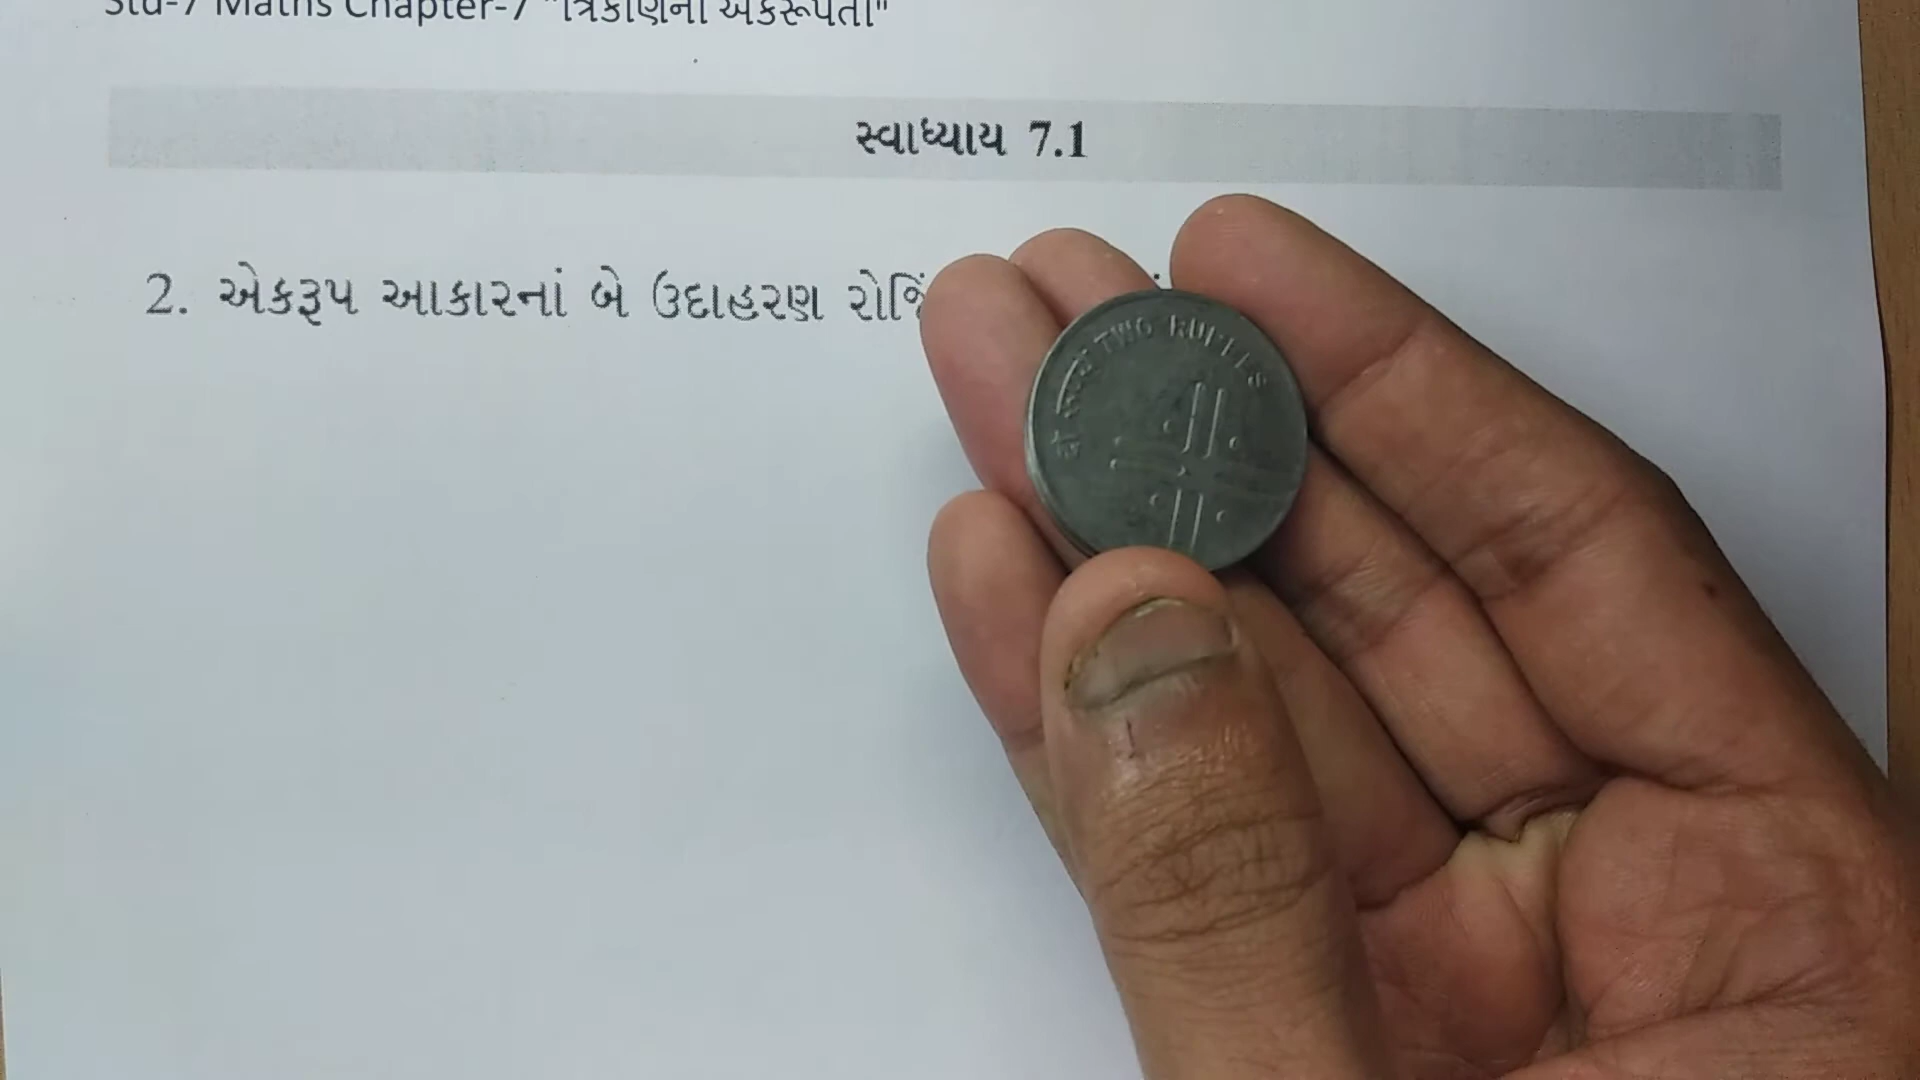 Std-7 Maths Chapter-7 "ત્રિકોણની એકરૂપતા"
સ્વાધ્યાય 7.1
2. એકરૂપ આકારનાં બે ઉદાહરણ
TWO RUPEES